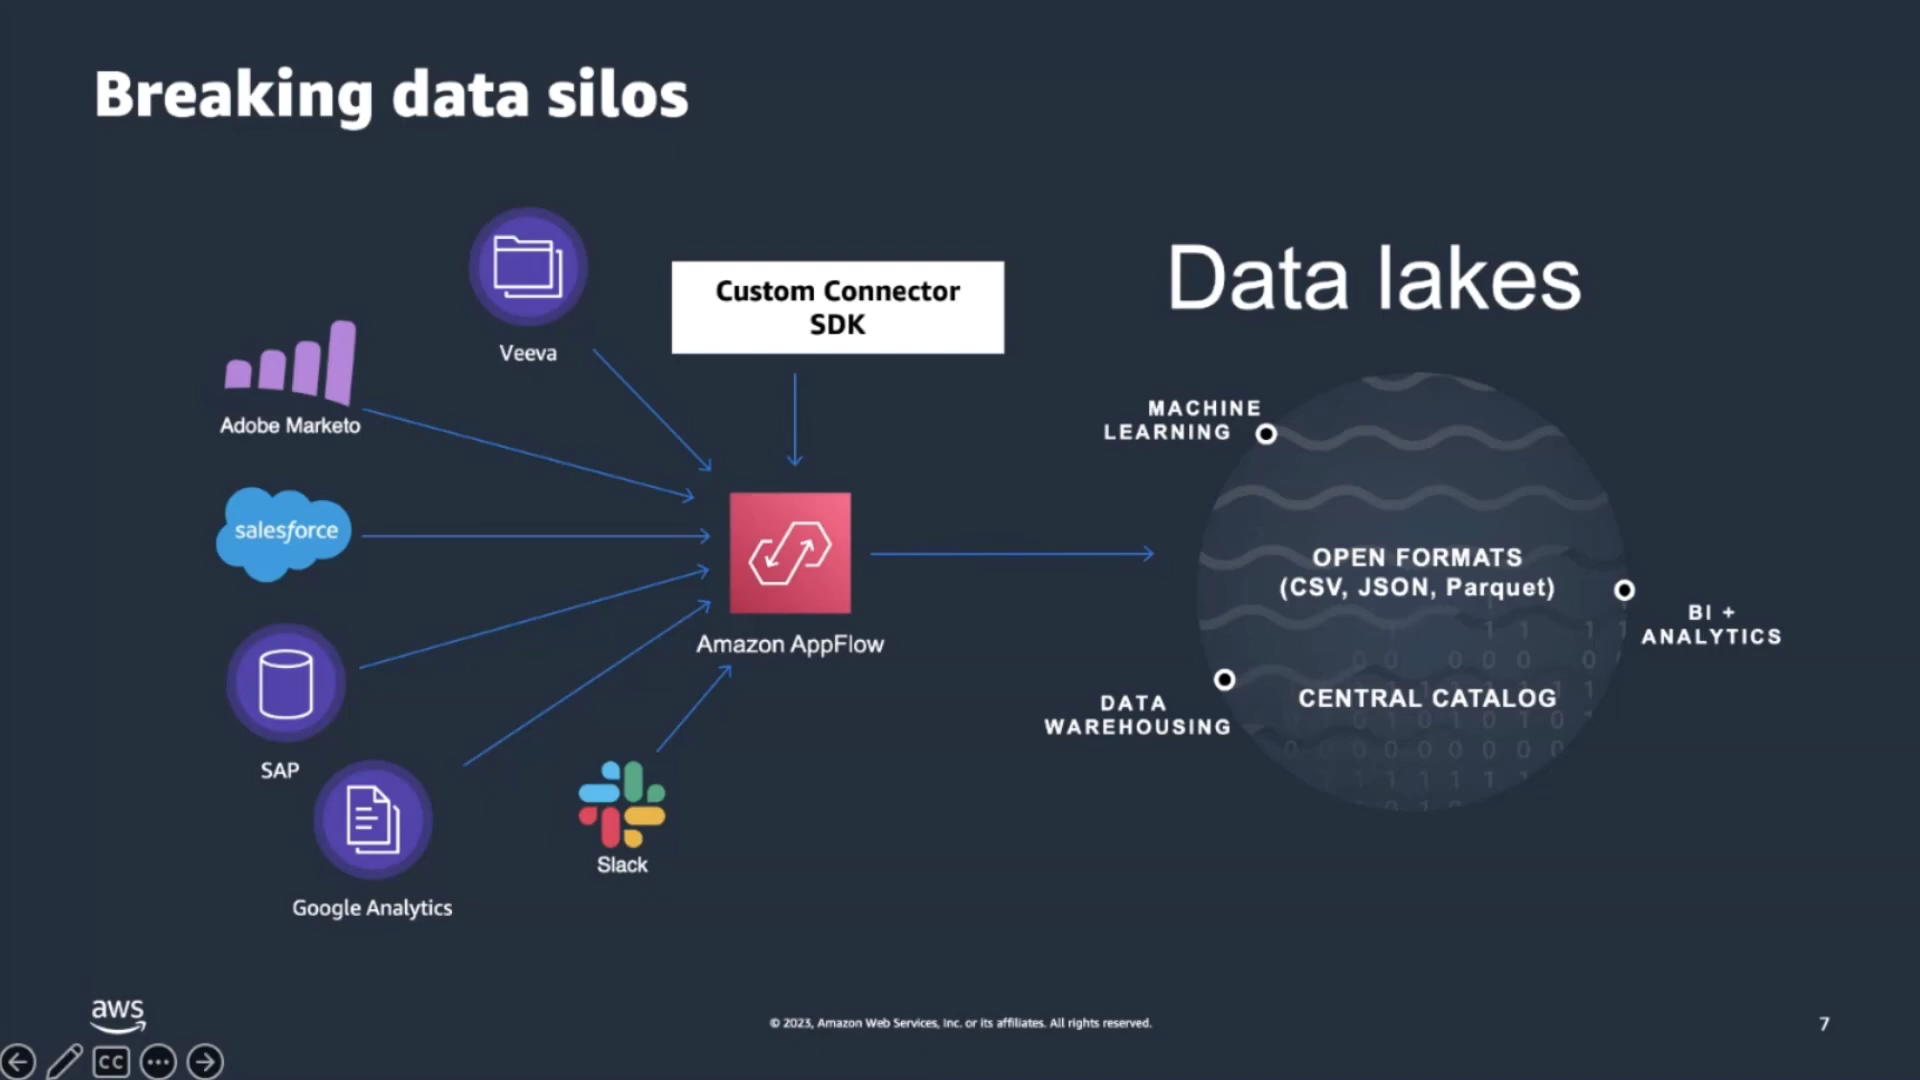 Breaking data silos
Veeva
Custom Connector
SDK
Data lakes
Adobe Marketo
MACHINE
LEARNING
salesforce
OPEN FORMATS
(CSV, JSON, Parquet)
BI +
ANALYTICS
Amazon AppFlow
DATA
WAREHOUSING
CENTRAL CATALOG
SAP
Slack
Google Analytics
aws
© 2023, Amazon Web Services, Inc. or its affiliates. All rights reserved.
7
CC